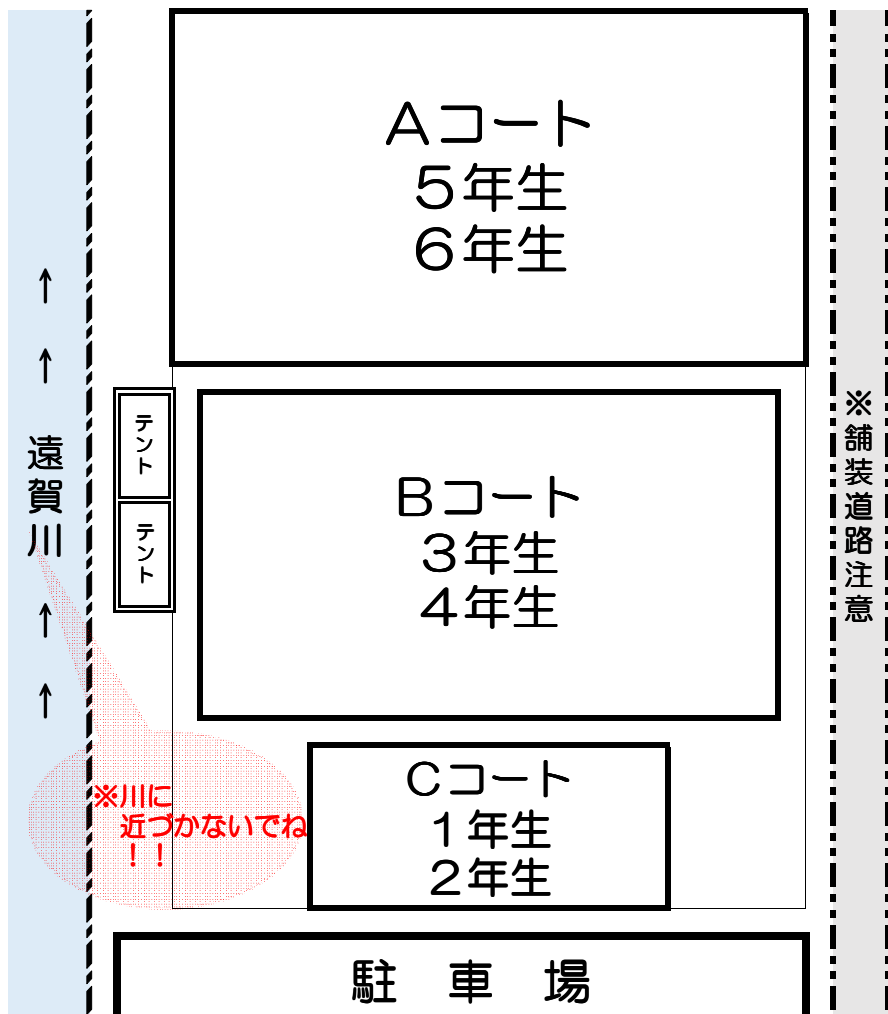 Ａコート
５年生
６年生
↑
↑
遠賀川
↑
↑
テント
テント
Ｂコート
３年生
４年生
※舗装道路注意
※川に
近づかないでね
！！
Ｃコート
１年生
２年生
駐　車　場